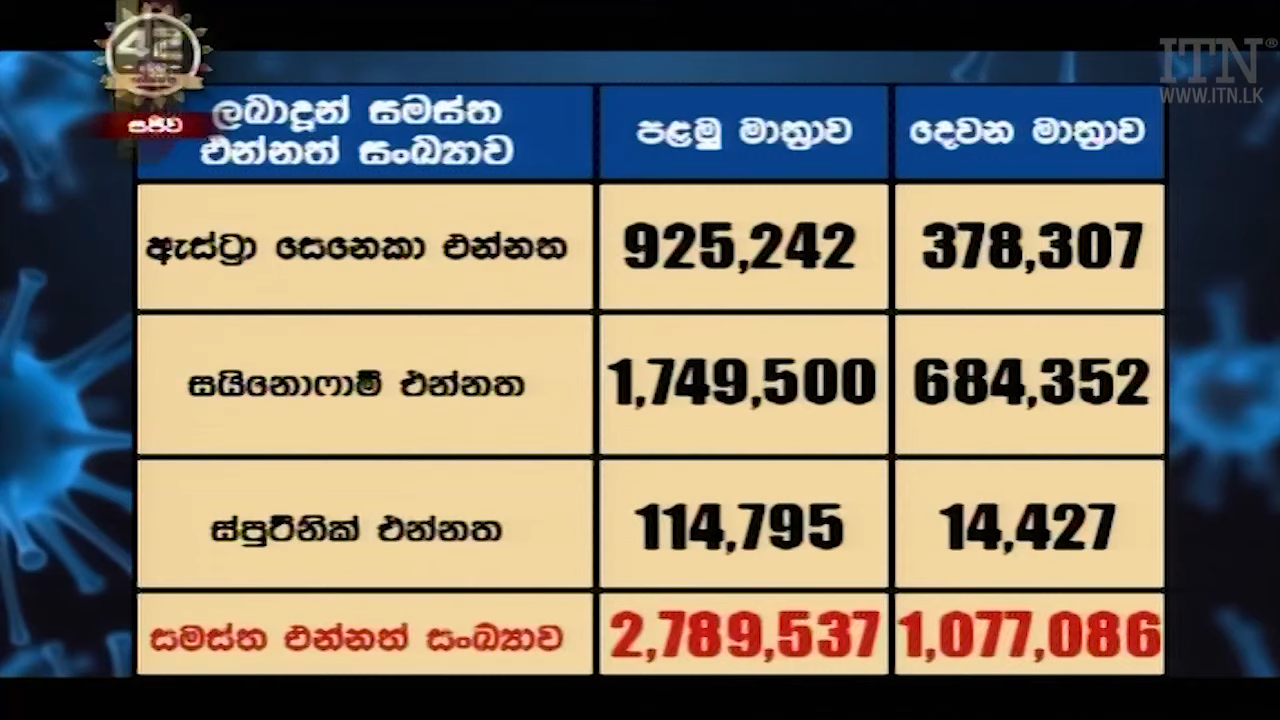 42
ITN
WWW.ITN.LK
සජීව
ලබාදුන් සමස්ත
එන්නත් සංඛ්‍යාව
පළමු මාත්‍රාව
දෙවන මාත්‍රාව
ඇස්ට්‍රා සෙනෙකා එන්නත
925,242
378,307
සයිනොෆාම් එන්නත
1,749,500
684,352
ස්පුට්නික් එන්නත
114,795
14,427
සමස්ත එන්නත් සංඛ්‍යාව
2,789,537
1,077,086